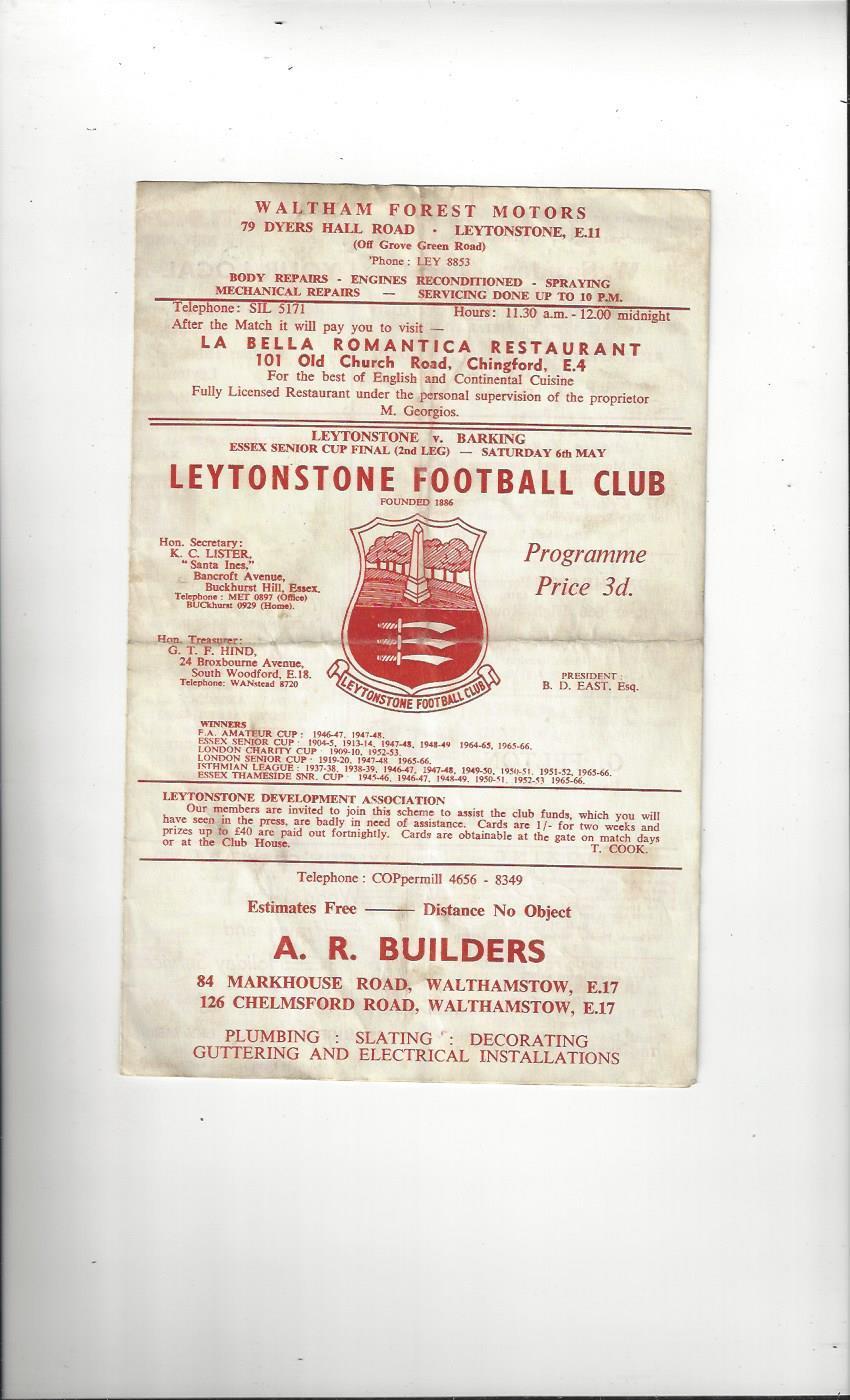 WALTHAM FOREST MOTORS
79 DYERS HALL ROAD · LEYTONSTONE, E.11
(Off Grove Green Road)
'Phone : LEY 8853
BODY REPAIRS - ENGINES RECONDITIONED - SPRAYING
MECHANICAL REPAIRS — SERVICING DONE UP TO 10 P.M.
Telephone: SIL 5171 Hours: 11.30 a.m. - 12.00 midnight
After the Match it will pay you to visit —
LA BELLA ROMANTICA RESTAURANT
101 Old Church Road, Chingford, E.4
For the best of English and Continental Cuisine
Fully Licensed Restaurant under the personal supervision of the proprietor
M. Georgios.
LEYTONSTONE v. BARKING
ESSEX SENIOR CUP FINAL (2nd LEG) — SATURDAY 6th MAY
LEYTONSTONE FOOTBALL CLUB
FOUNDED 1886
Hon. Secretary:
K. C. LISTER,
"Santa Ines,"
Bancroft Avenue,
Buckhurst Hill, Essex.
Telephone : MET 0897 (Office)
BUCkhurst 0929 (Home).
Programme
Price 3d.
Hon. Treasurer:
G. T. F. HIND,
24 Broxbourne Avenue,
South Woodford, E.18.
Telephone: WANstead 8720
PRESIDENT :
B. D. EAST. Esq.
LEYTONSTONE FOOTBALL CLUB
WINNERS
F.A. AMATEUR CUP : 1946-47, 1947-48.
ESSEX SENIOR CUP · 1904-5, 1913-14, 1947-48, 1948-49 1964-65, 1965-66.
LONDON CHARITY CUP · 1909-10, 1952-53.
LONDON SENIOR CUP · 1919-20, 1947-48 1965-66.
ISTHMIAN LEAGUE : 1937-38, 1938-39, 1946-47, 1947-48, 1949-50, 1950-51, 1951-52, 1965-66.
ESSEX THAMESIDE SNR. CUP · 1945-46, 1946-47, 1948-49, 1950-51, 1952-53 1965-66.
LEYTONSTONE DEVELOPMENT ASSOCIATION
Our members are invited to join this scheme to assist the club funds, which you will
have seen in the press, are badly in need of assistance. Cards are 1/- for two weeks and
prizes up to £40 are paid out fortnightly. Cards are obtainable at the gate on match days
or at the Club House. T. COOK.
Telephone : COPpermill 4656 - 8349
Estimates Free —— Distance No Object
A. R. BUILDERS
84 MARKHOUSE ROAD, WALTHAMSTOW, E.17
126 CHELMSFORD ROAD, WALTHAMSTOW, E.17
PLUMBING : SLATING : DECORATING
GUTTERING AND ELECTRICAL INSTALLATIONS